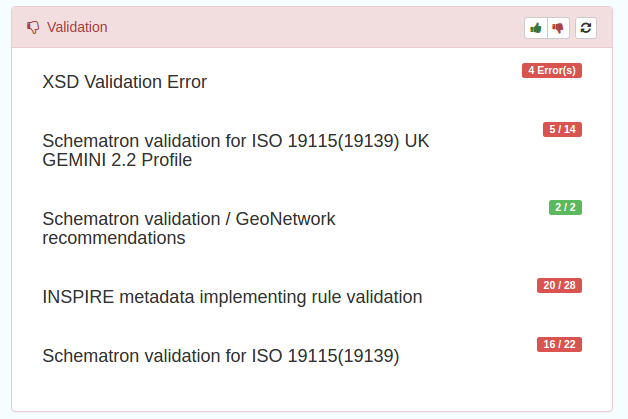 Validation
XSD Validation Error
4 Error(s)
Schematron validation for ISO 19115(19139) UK
GEMINI 2.2 Profile
5 / 14
Schematron validation / GeoNetwork
recommendations
2 / 2
INSPIRE metadata implementing rule validation
20 / 28
Schematron validation for ISO 19115(19139)
16 / 22